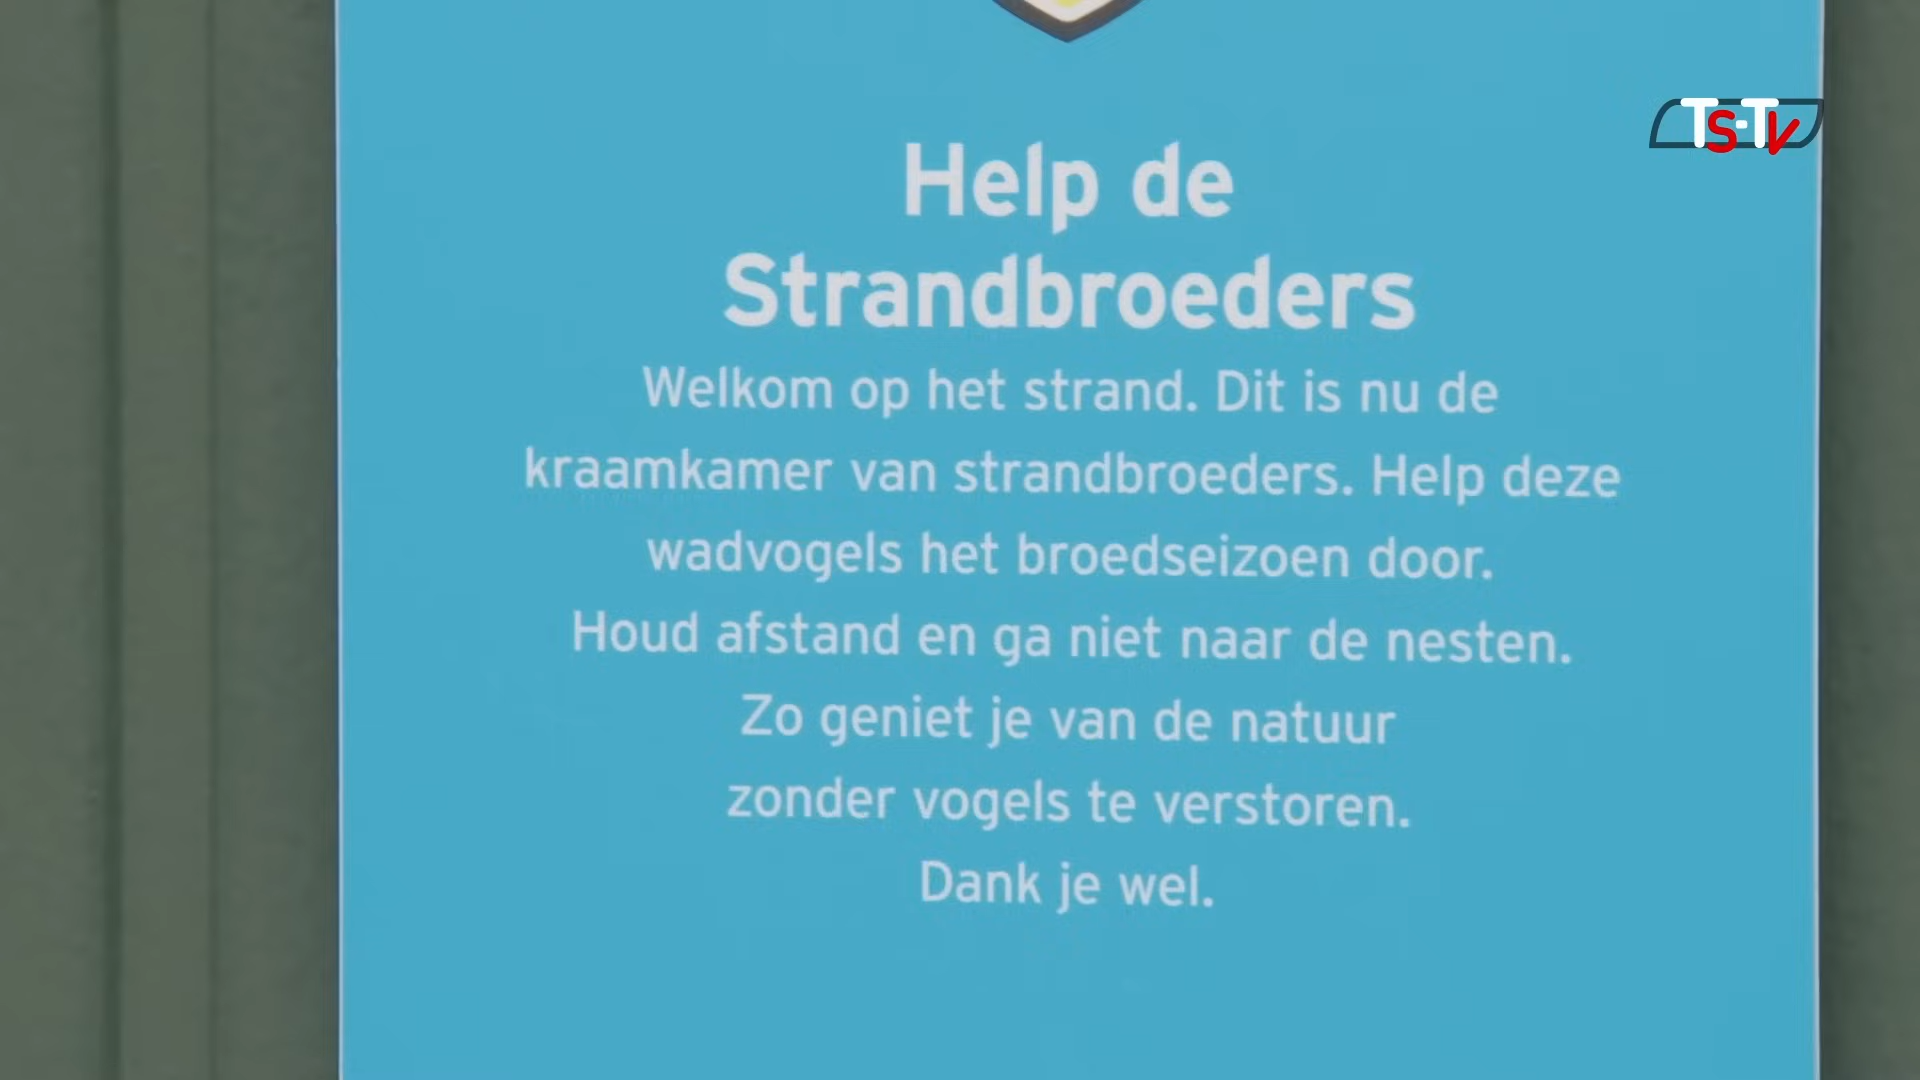 Ts-Tv
Help de
Strandbroeders
Welkom op het strand. Dit is nu de
kraamkamer van strandbroeders. Help deze
wadvogels het broedseizoen door.
Houd afstand en ga niet naar de nesten.
Zo geniet je van de natuur
zonder vogels te verstoren.
Dank je wel.